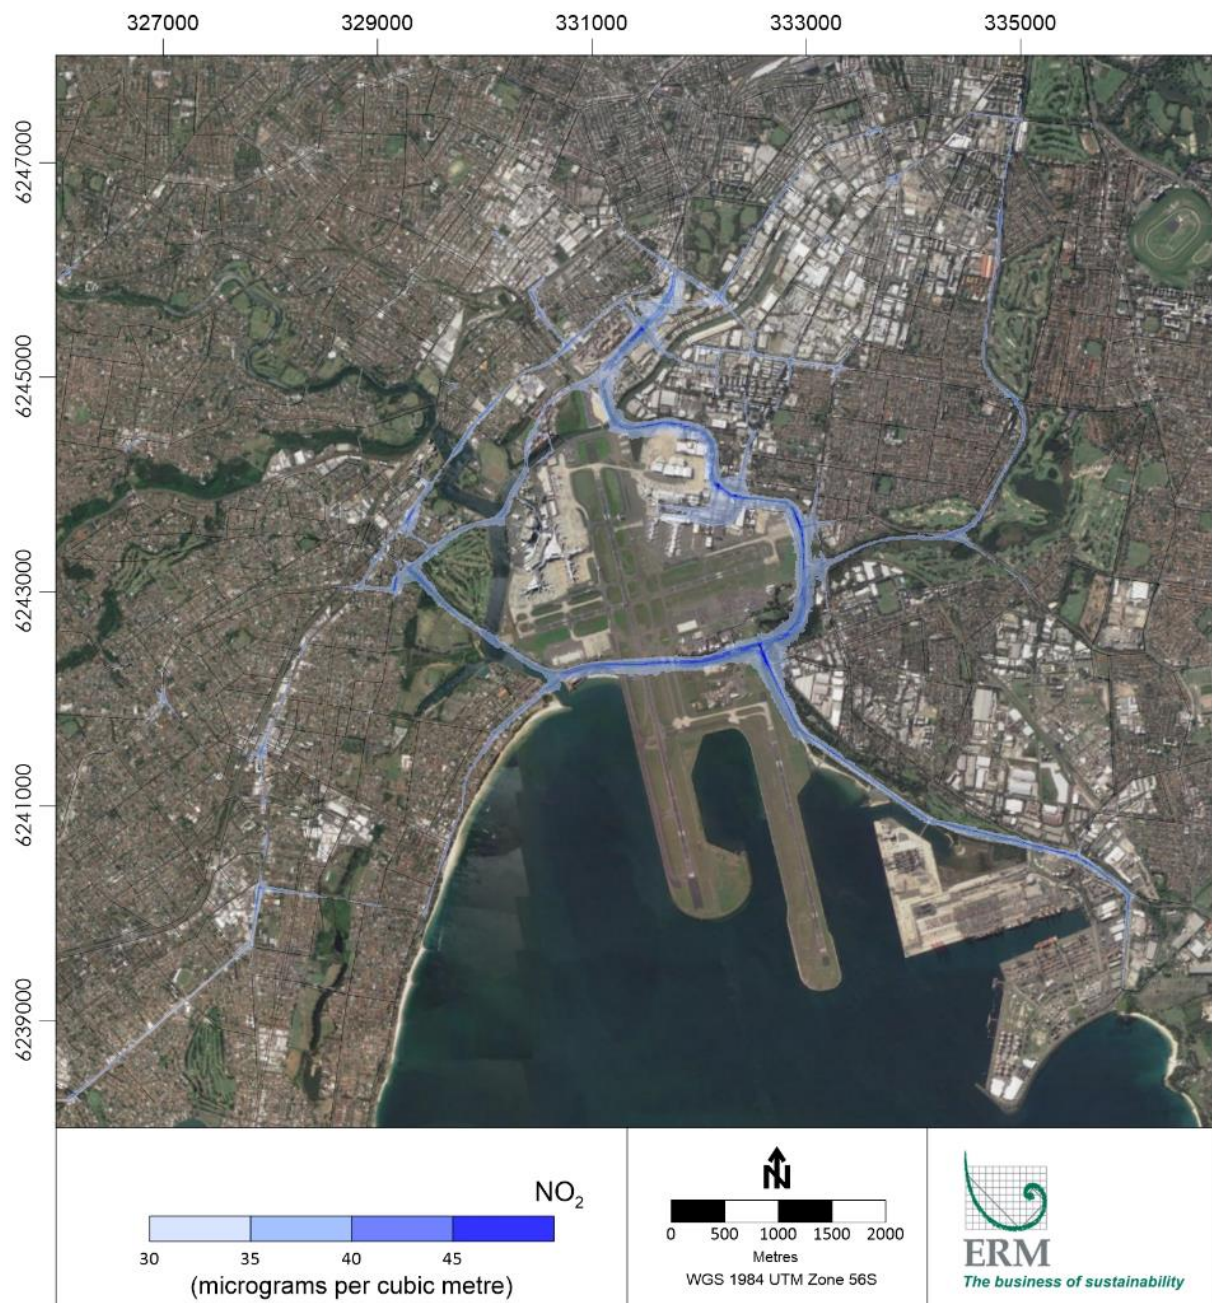 327000 329000 331000 333000 335000
6247000
6245000
6243000
6241000
6239000
NO2
30 35 40 45
(micrograms per cubic metre)
N
0 500 1000 1500 2000
Metres
WGS 1984 UTM Zone 56S
ERM
The business of sustainability